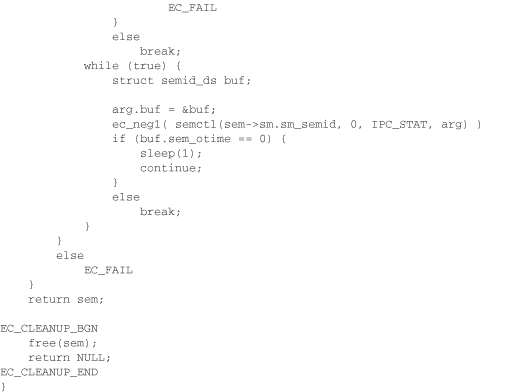 EC_FAIL
                }
                else
                    break;
            while (true) {
                struct semid_ds buf;

                arg.buf = &buf;
                ec_neg1( semctl(sem->sm.sm_semid, 0, IPC_STAT, arg) )
                if (buf.sem_otime == 0) {
                    sleep(1);
                    continue;
                }
                else
                    break;
            }
        }
        else
            EC_FAIL
    }
    return sem;

EC_CLEANUP_BGN
    free(sem);
    return NULL;
EC_CLEANUP_END
}